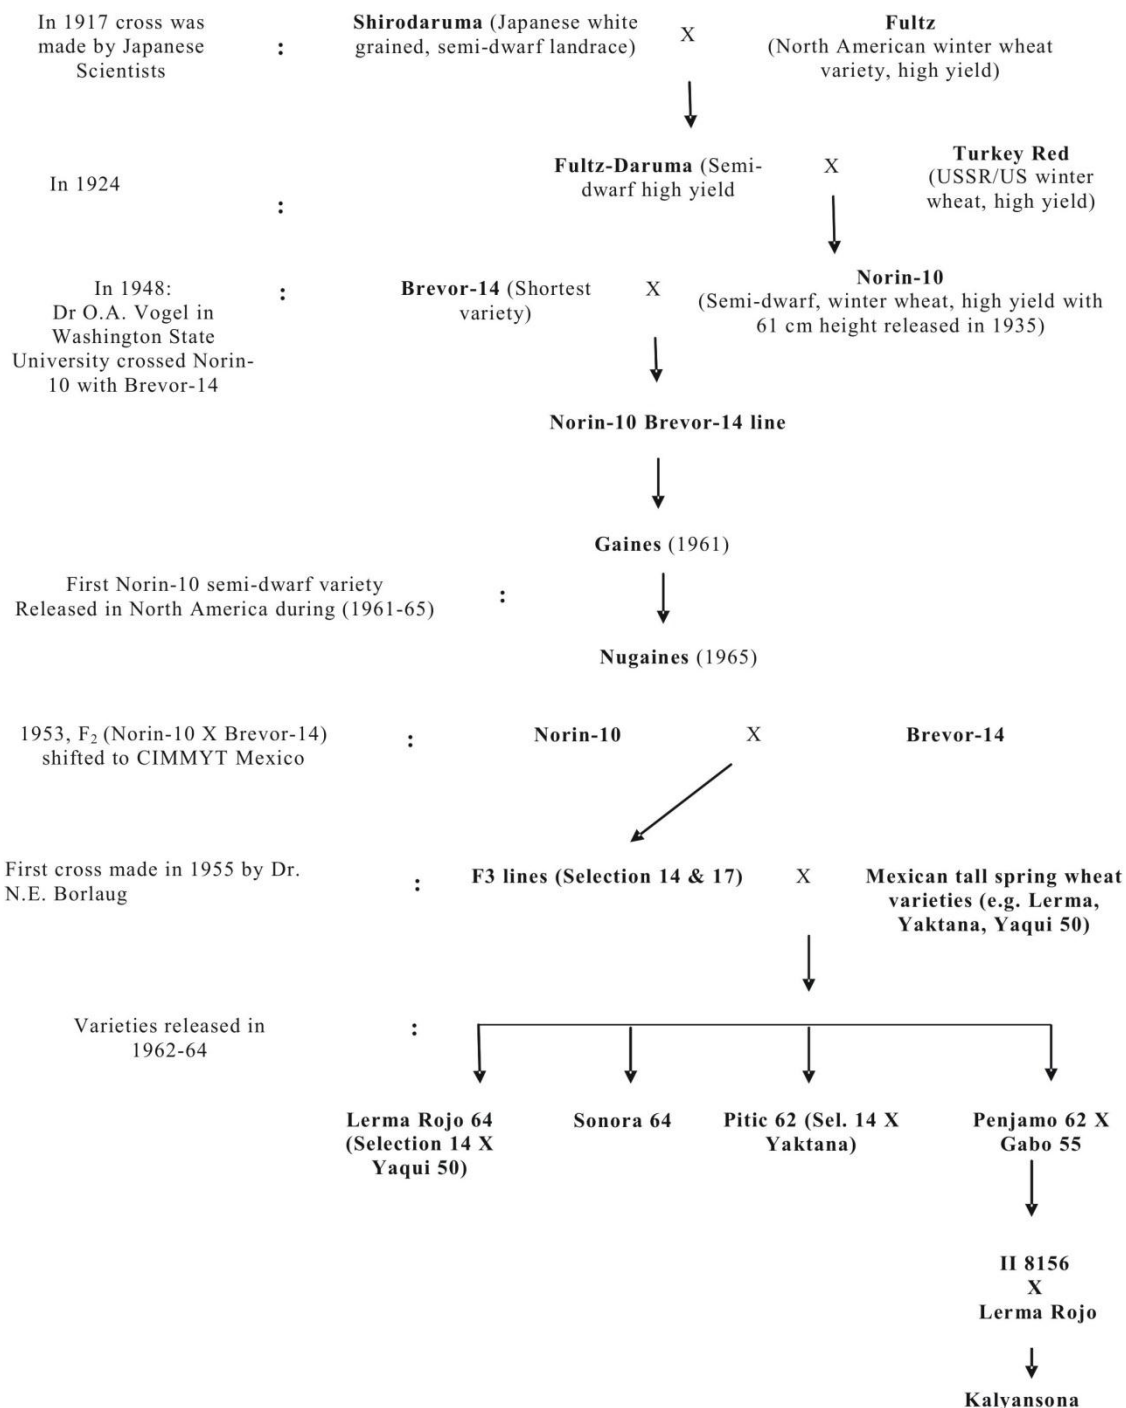 In 1917 cross was
made by Japanese
Scientists
:
Shirodaruma (Japanese white
grained, semi-dwarf landrace)
X
Fultz
(North American winter wheat
variety, high yield)
In 1924
:
Fultz-Daruma (Semi-
dwarf high yield
X
Turkey Red
(USSR/US winter
wheat, high yield)
In 1948:
Dr O.A. Vogel in
Washington State
University crossed Norin-
10 with Brevor-14
:
Brevor-14 (Shortest
variety)
X
Norin-10
(Semi-dwarf, winter wheat, high yield with
61 cm height released in 1935)
Norin-10 Brevor-14 line
Gaines (1961)
First Norin-10 semi-dwarf variety
Released in North America during (1961-65)
:
Nugaines (1965)
1953, F₂ (Norin-10 X Brevor-14)
shifted to CIMMYT Mexico
:
Norin-10
X
Brevor-14
First cross made in 1955 by Dr.
N.E. Borlaug
:
F3 lines (Selection 14 & 17)
X
Mexican tall spring wheat
varieties (e.g. Lerma,
Yaktana, Yaqui 50)
Varieties released in
1962-64
:
Lerma Rojo 64
(Selection 14 X
Yaqui 50)
Sonora 64
Pitic 62 (Sel. 14 X
Yaktana)
Penjamo 62 X
Gabo 55
II 8156
X
Lerma Rojo
Kalyansona